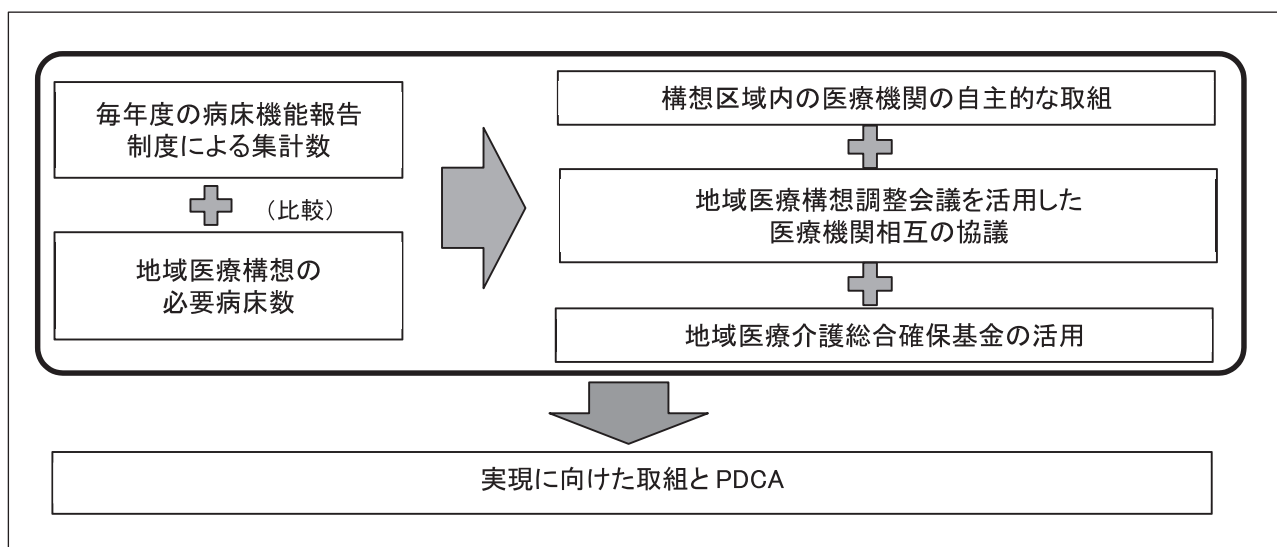 毎年度の病床機能報告
制度による集計数
（比較）
地域医療構想の
必要病床数
構想区域内の医療機関の自主的な取組
地域医療構想調整会議を活用した
医療機関相互の協議
地域医療介護総合確保基金の活用
実現に向けた取組とPDCA